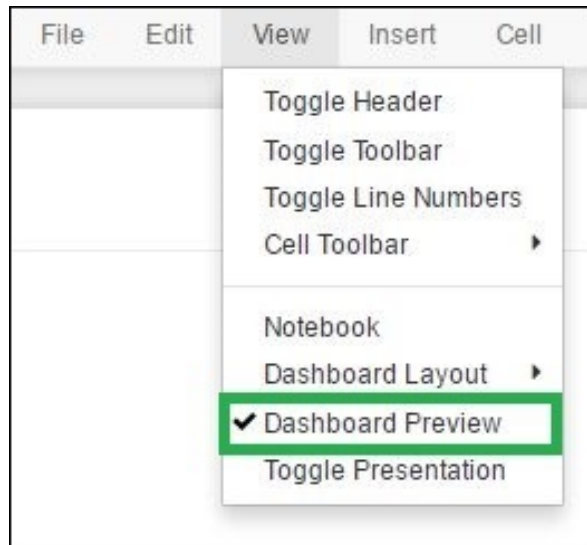 File Edit View Insert Cell
Toggle Header
Toggle Toolbar
Toggle Line Numbers
Cell Toolbar
Notebook
Dashboard Layout
Dashboard Preview
Toggle Presentation